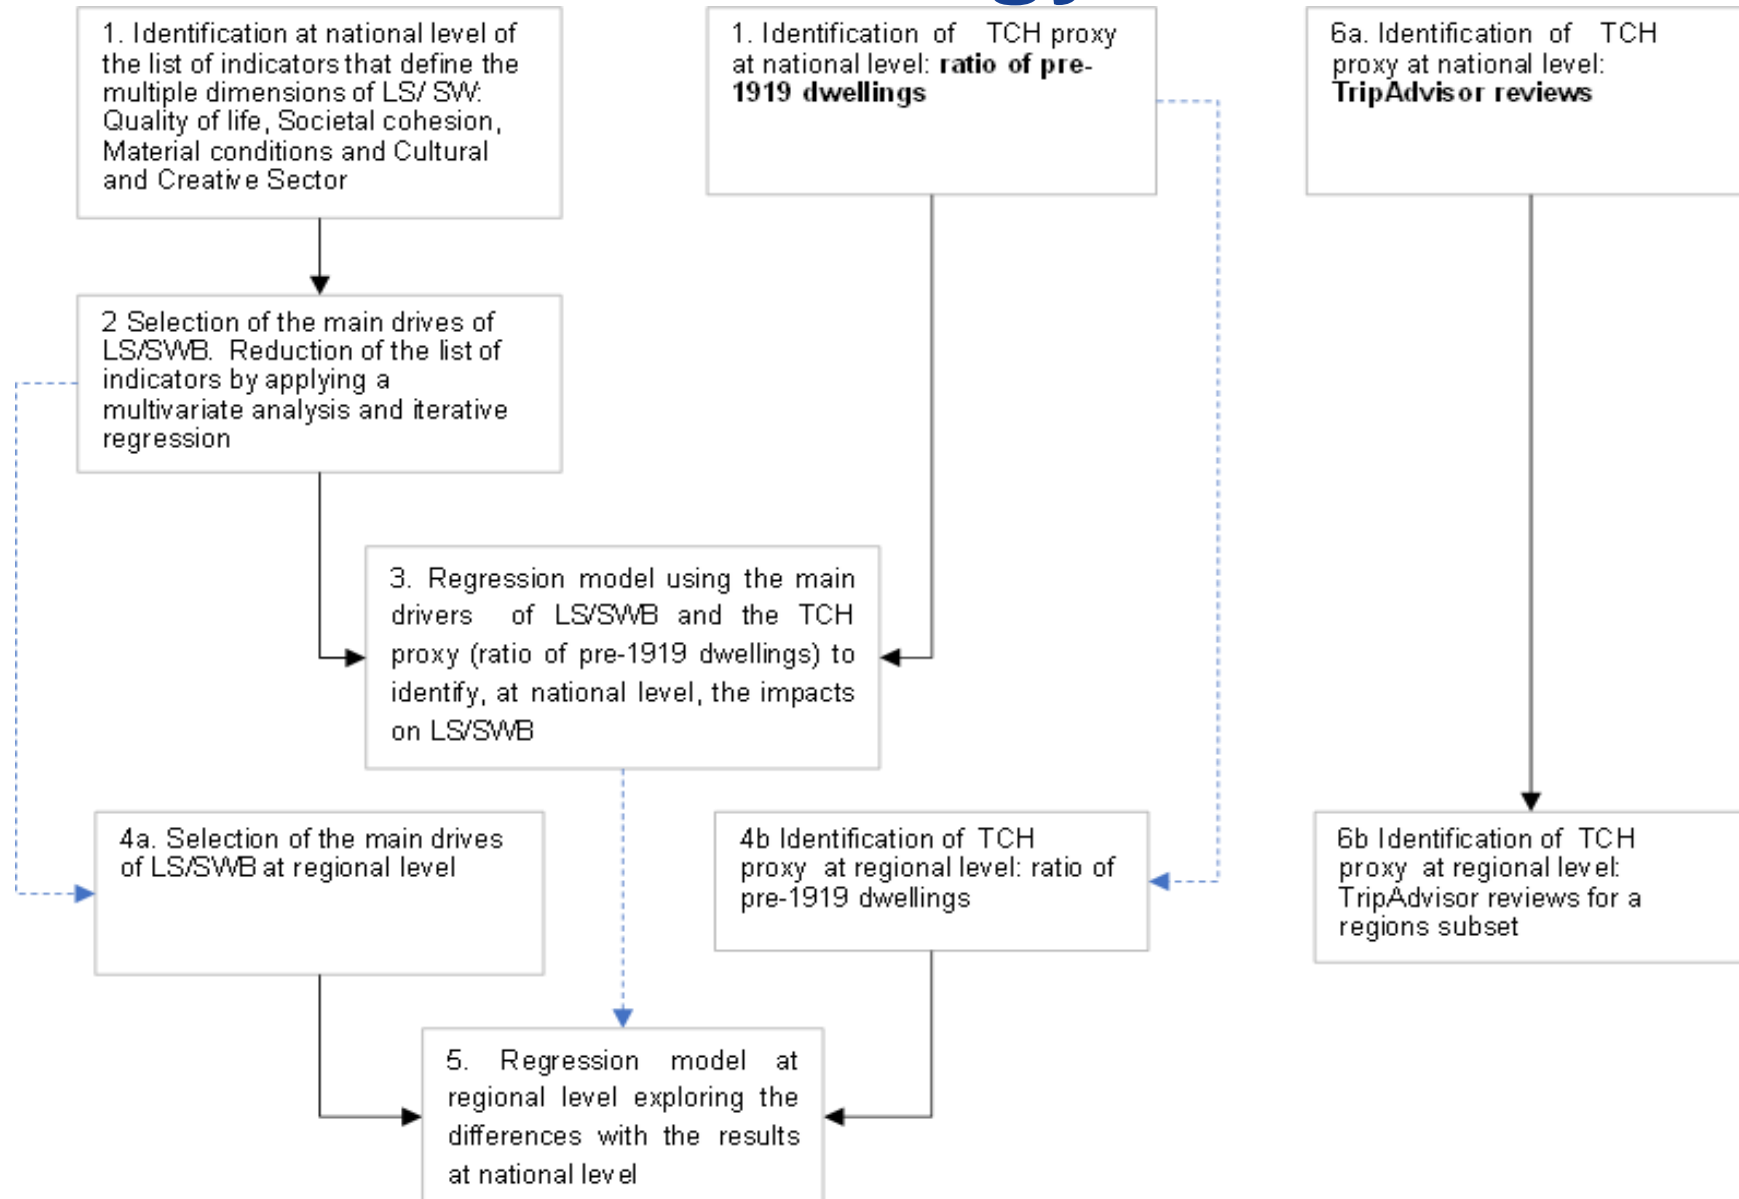 gy
1. Identification at national level of
the list of indicators that define the
multiple dimensions of LS/ SW:
Quality of life, Societal cohesion,
Material conditions and Cultural
and Creative Sector
1. Identification of TCH proxy
at national level: ratio of pre-
1919 dwellings
6a. Identification of TCH
proxy at national level:
TripAdvisor reviews
2 Selection of the main drives of
LS/SWB. Reduction of the list of
indicators by applying a
multivariate analysis and iterative
regression
3. Regression model using the main
drivers of LS/SWB and the TCH
proxy (ratio of pre-1919 dwellings) to
identify, at national level, the impacts
on LS/SWB
4a. Selection of the main drives
of LS/SWB at regional level
4b Identification of TCH
proxy at regional level: ratio of
pre-1919 dwellings
6b Identification of TCH
proxy at regional level:
TripAdvisor reviews for a
regions subset
5. Regression model at
regional level exploring the
differences with the results
at national level